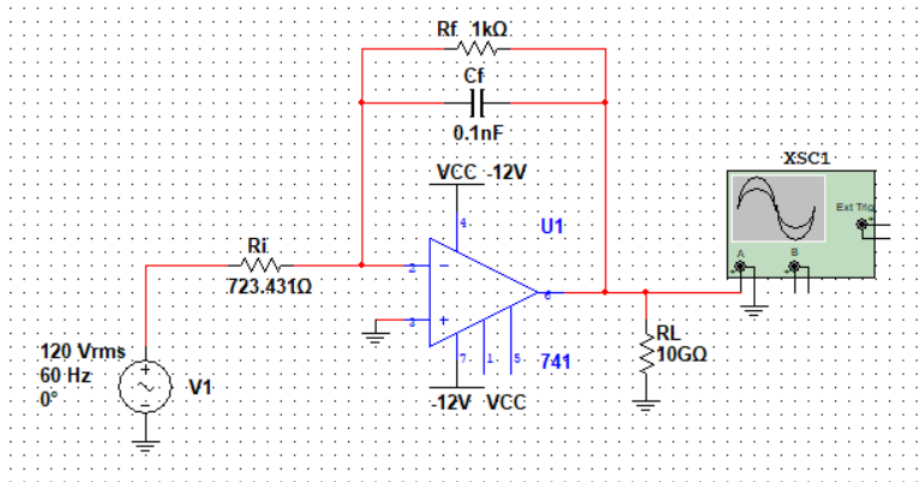 Rf 1kΩ
Cf
0.1nF
VCC -12V
XSC1
Ext Trig
+
4
U1
A B
+ - + -
Ri
2
−
723.431Ω
6
3
+
RL
10GΩ
120 Vrms
60 Hz
0°
+
V1
7 1 5
741
-12V VCC